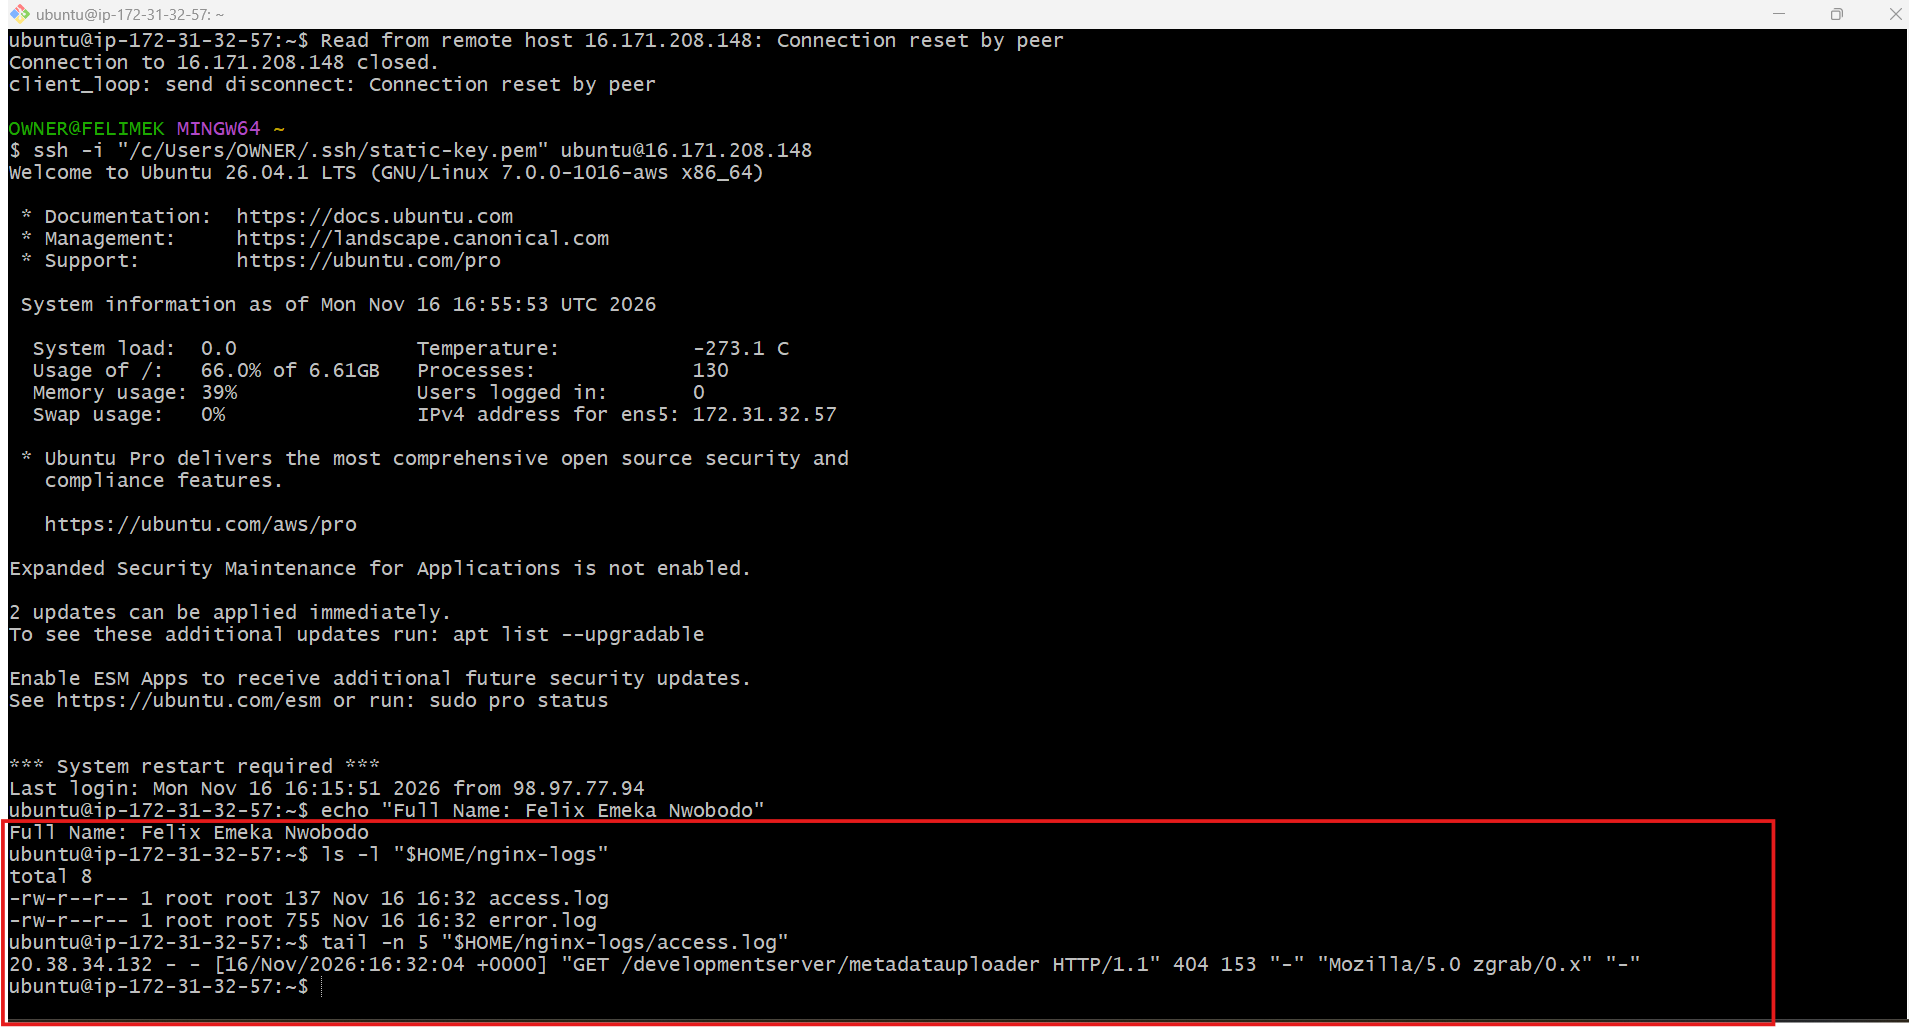 ubuntu@ip-172-31-32-57: ~
ubuntu@ip-172-31-32-57:~$ Read from remote host 16.171.208.148: Connection reset by peer
Connection to 16.171.208.148 closed.
client_loop: send disconnect: Connection reset by peer
OWNER@FELIMEK MINGW64 ~
$ ssh -i "/c/Users/OWNER/.ssh/static-key.pem" ubuntu@16.171.208.148
Welcome to Ubuntu 26.04.1 LTS (GNU/Linux 7.0.0-1016-aws x86_64)
* Documentation:  https://docs.ubuntu.com
* Management:     https://landscape.canonical.com
* Support:        https://ubuntu.com/pro
System information as of Mon Nov 16 16:55:53 UTC 2026
System load:  0.0               Temperature:           -273.1 C
Usage of /:   66.0% of 6.61GB   Processes:             130
Memory usage: 39%               Users logged in:       0
Swap usage:   0%                IPv4 address for ens5: 172.31.32.57
* Ubuntu Pro delivers the most comprehensive open source security and
compliance features.
https://ubuntu.com/aws/pro
Expanded Security Maintenance for Applications is not enabled.
2 updates can be applied immediately.
To see these additional updates run: apt list --upgradable
Enable ESM Apps to receive additional future security updates.
See https://ubuntu.com/esm or run: sudo pro status
*** System restart required ***
Last login: Mon Nov 16 16:15:51 2026 from 98.97.77.94
ubuntu@ip-172-31-32-57:~$ echo "Full Name: Felix Emeka Nwobodo"
Full Name: Felix Emeka Nwobodo
ubuntu@ip-172-31-32-57:~$ ls -l "$HOME/nginx-logs"
total 8
-rw-r--r-- 1 root root 137 Nov 16 16:32 access.log
-rw-r--r-- 1 root root 755 Nov 16 16:32 error.log
ubuntu@ip-172-31-32-57:~$ tail -n 5 "$HOME/nginx-logs/access.log"
20.38.34.132 - - [16/Nov/2026:16:32:04 +0000] "GET /developmentserver/metadatauploader HTTP/1.1" 404 153 "-" "Mozilla/5.0 zgrab/0.x" "-"
ubuntu@ip-172-31-32-57:~$